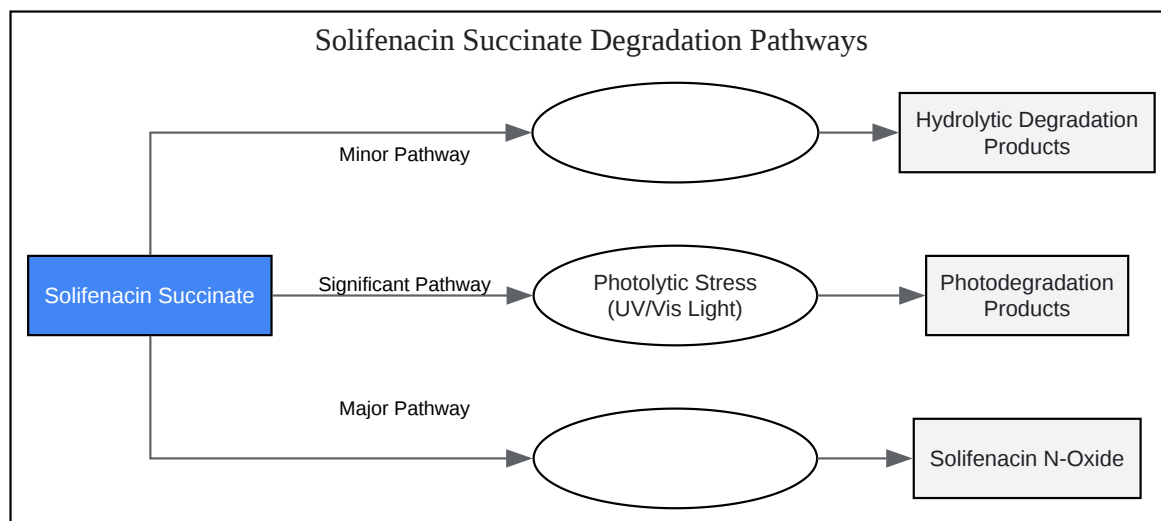 Solifenacin Succinate Degradation Pathways
Hydrolytic Degradation
Products
Minor Pathway
Solifenacin Succinate
Significant Pathway
Photolytic Stress
(UV/Vis Light)
Photodegradation
Products
Major Pathway
Solifenacin N-Oxide